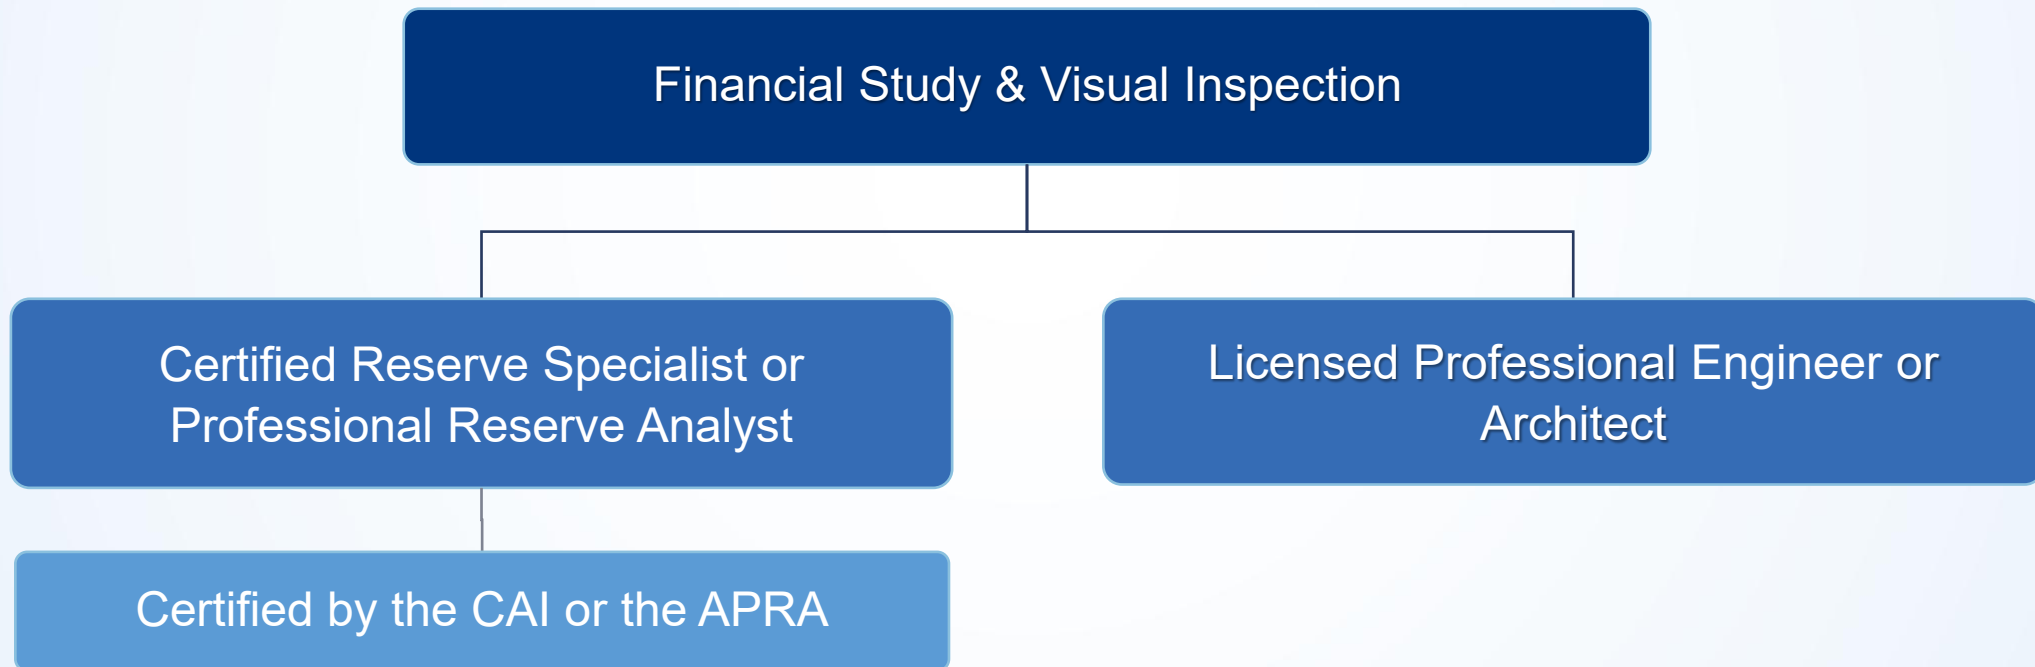 Financial Study & Visual Inspection
Certified Reserve Specialist or
Professional Reserve Analyst
Licensed Professional Engineer or
Architect
Certified by the CAI or the APRA